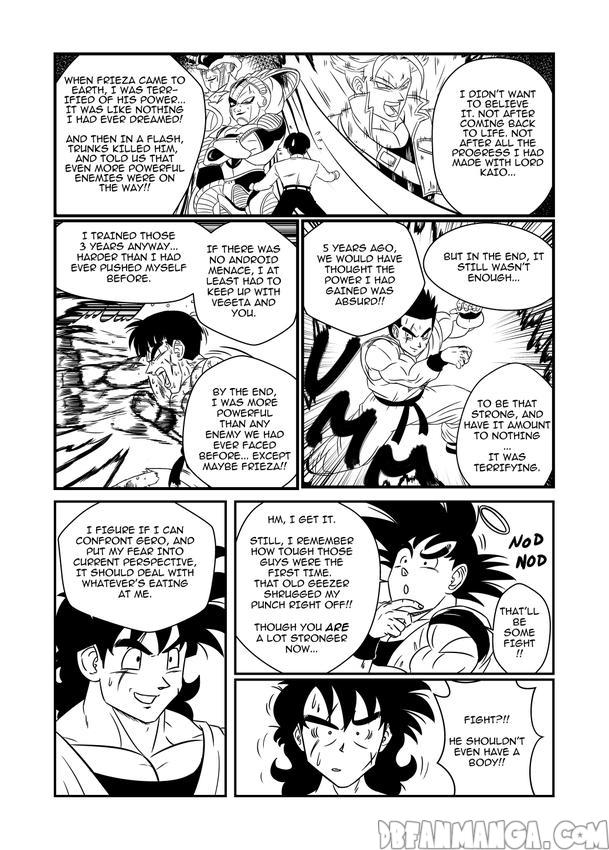 WHEN FRIEZA CAME TO
EARTH, I WAS TERR-
IFIED OF HIS POWER...
IT WAS LIKE NOTHING
I HAD EVER DREAMED!
AND THEN IN A FLASH,
TRUNKS KILLED HIM,
AND TOLD US THAT
EVEN MORE POWERFUL
ENEMIES WERE ON
THE WAY!!
I DIDN'T WANT
TO BELIEVE
IT. NOT AFTER
COMING BACK
TO LIFE. NOT
AFTER ALL THE
PROGRESS I HAD
MADE WITH LORD
KAIO...
I TRAINED THOSE
3 YEARS ANYWAY...
HARDER THAN I HAD
EVER PUSHED MYSELF
BEFORE.
IF THERE WAS
NO ANDROID
MENACE, I AT
LEAST HAD TO
KEEP UP WITH
VEGETA AND
YOU.
BY THE END,
I WAS MORE
POWERFUL
THAN ANY
ENEMY WE HAD
EVER FACED
BEFORE... EXCEPT
MAYBE FRIEZA!!
5 YEARS AGO,
WE WOULD HAVE
THOUGHT THE
POWER I HAD
GAINED WAS
ABSURD!!
BUT IN THE END, IT
STILL WASN'T
ENOUGH...
VMMM
TO BE THAT
STRONG, AND
HAVE IT AMOUNT
TO NOTHING
...
IT WAS
TERRIFYING.
I FIGURE IF I CAN
CONFRONT GERO, AND
PUT MY FEAR INTO
CURRENT PERSPECTIVE,
IT SHOULD DEAL WITH
WHATEVER'S EATING
AT ME.
HM, I GET IT.
STILL, I REMEMBER
HOW TOUGH THOSE
GUYS WERE THE
FIRST TIME.
THAT OLD GEEZER
SHRUGGED MY
PUNCH RIGHT OFF!!
THOUGH YOU ARE
A LOT STRONGER
NOW...
NOD
NOD
THAT'LL
BE
SOME
FIGHT
!!
FIGHT?!!
HE SHOULDN'T
EVEN HAVE A
BODY!!
DBFANMANGA.COM